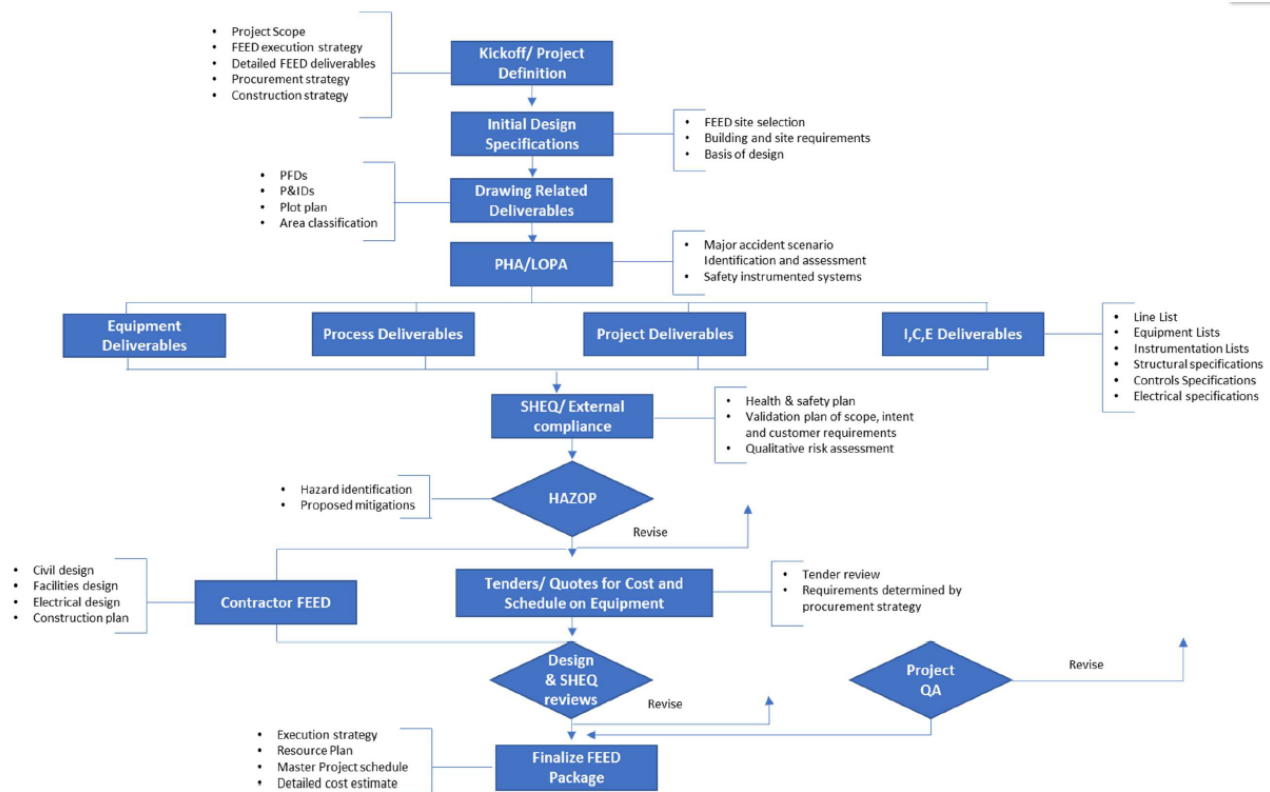 • Project Scope
• FEED execution strategy
• Detailed FEED deliverables
• Procurement strategy
• Construction strategy
Kickoff/ Project
Definition
Initial Design
Specifications
• FEED site selection
• Building and site requirements
• Basis of design
• PFDs
• P&IDs
• Plot plan
• Area classification
Drawing Related
Deliverables
PHA/LOPA
• Major accident scenario
Identification and assessment
• Safety instrumented systems
Equipment
Deliverables
Process Deliverables
Project Deliverables
I,C,E Deliverables
• Line List
• Equipment Lists
• Instrumentation Lists
• Structural specifications
• Controls Specifications
• Electrical specifications
SHEQ/ External
compliance
• Health & safety plan
• Validation plan of scope, intent
and customer requirements
• Qualitative risk assessment
• Hazard identification
• Proposed mitigations
HAZOP
Revise
• Civil design
• Facilities design
• Electrical design
• Construction plan
Contractor FEED
Tenders/ Quotes for Cost and
Schedule on Equipment
• Tender review
• Requirements determined by
procurement strategy
Design
& SHEQ
reviews
Revise
Project
QA
Revise
• Execution strategy
• Resource Plan
• Master Project schedule
• Detailed cost estimate
Finalize FEED
Package